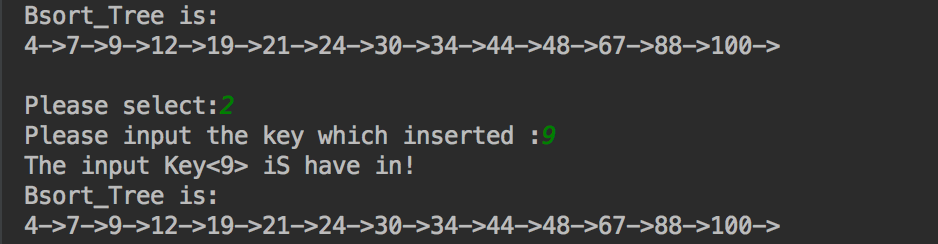 Bsort_Tree is:
4->7->9->12->19->21->24->30->34->44->48->67->88->100->
Please select:2
Please input the key which inserted :9
The input Key<9> iS have in!
Bsort_Tree is:
4->7->9->12->19->21->24->30->34->44->48->67->88->100->